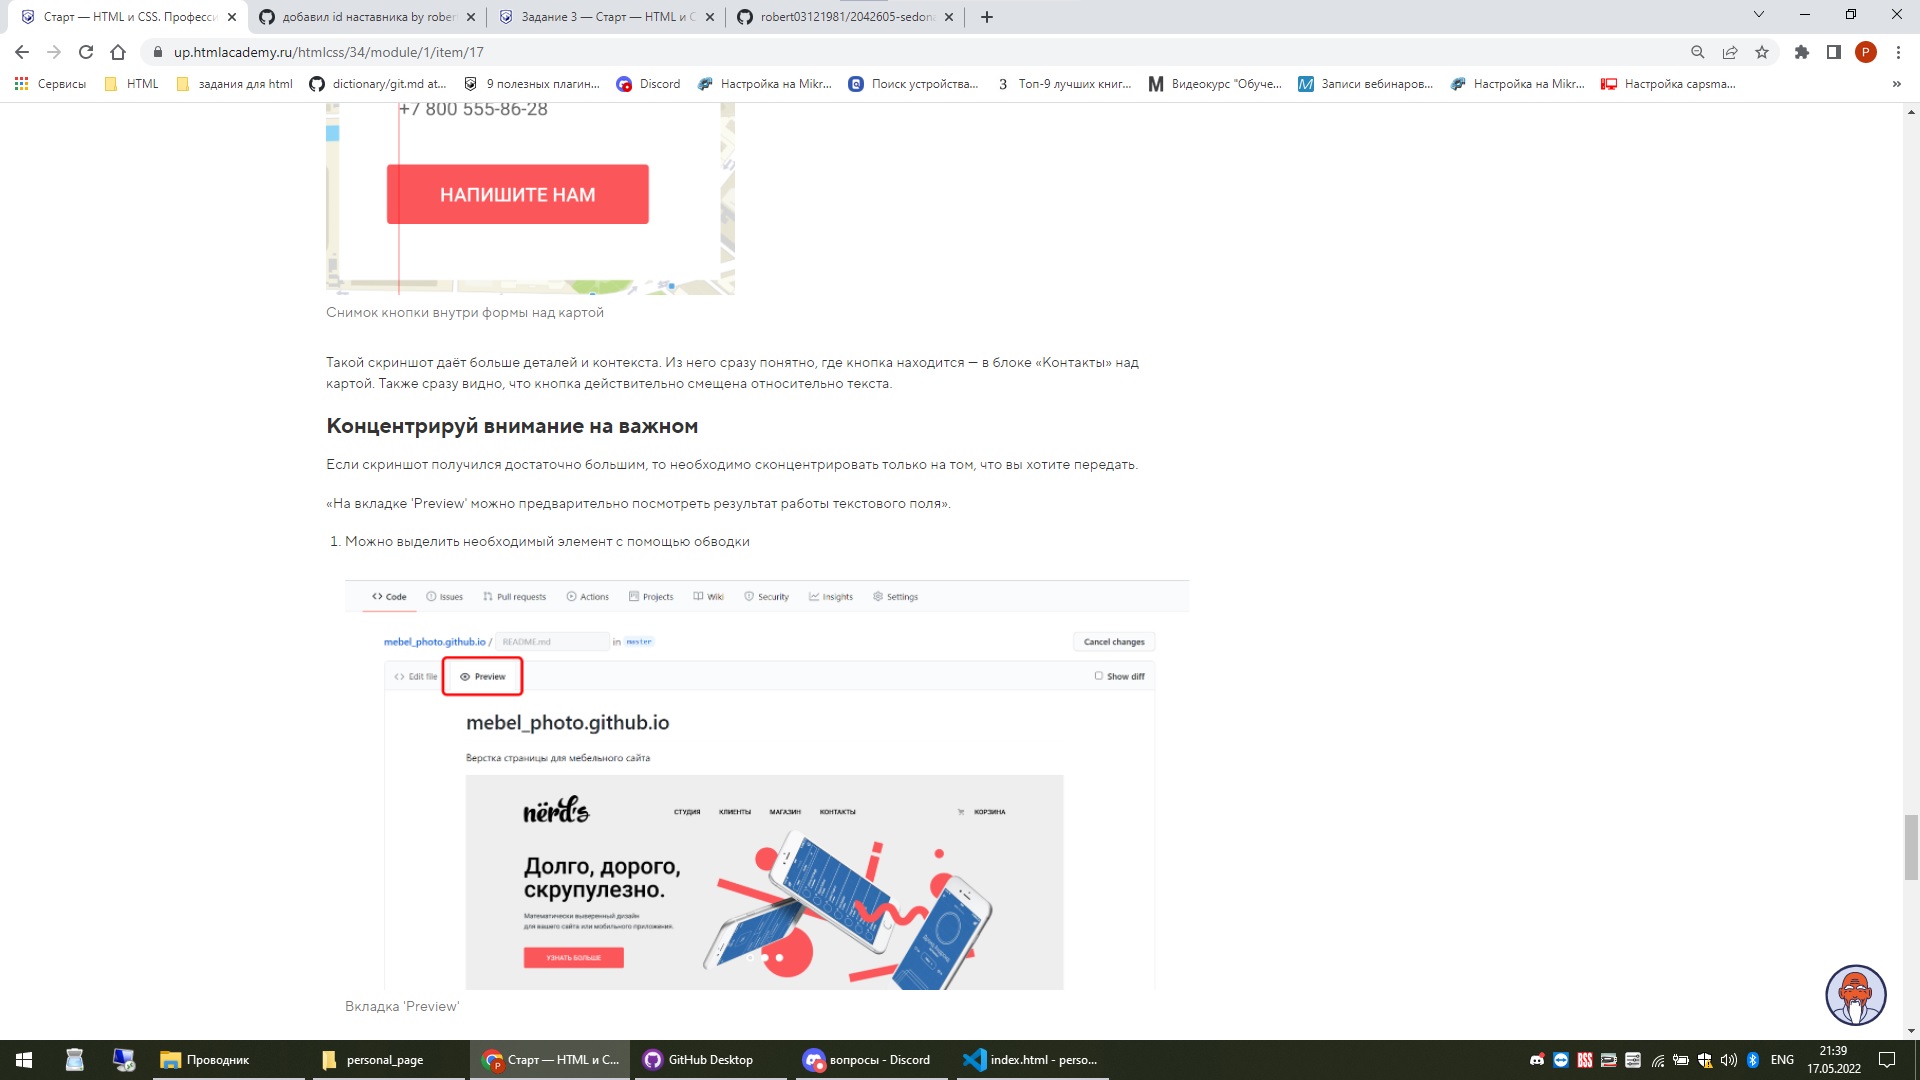 Старт — HTML и CSS. Професси
добавил id наставника by rober
Задание 3 — Старт — HTML и C
robert03121981/2042605-sedona
up.htmlacademy.ru/htmlcss/34/module/1/item/17
P
Сервисы
HTML
задания для html
dictionary/git.md at...
9 полезных плагин...
Discord
Настройка на Mikr...
Поиск устройства...
3 Топ-9 лучших книг...
M Видеокурс "Обуче...
Записи вебинаров...
Настройка на Mikr...
Настройка capsma...
»
+7 800 555-86-28
НАПИШИТЕ НАМ
Снимок кнопки внутри формы над картой
Такой скриншот даёт больше деталей и контекста. Из него сразу понятно, где кнопка находится — в блоке «Контакты» над
картой. Также сразу видно, что кнопка действительно смещена относительно текста.
Концентрируй внимание на важном
Если скриншот получился достаточно большим, то необходимо сконцентрировать только на том, что вы хотите передать.
«На вкладке 'Preview' можно предварительно посмотреть результат работы текстового поля».
1. Можно выделить необходимый элемент с помощью обводки
<> Code
Issues
Pull requests
Actions
Projects
Wiki
Security
Insights
Settings
mebel_photo.github.io / README.md in master
Cancel changes
<> Edit file
Preview
Show diff
mebel_photo.github.io
Верстка страницы для мебельного сайта
nёrd's
СТУДИЯ
КЛИЕНТЫ
МАГАЗИН
КОНТАКТЫ
КОРЗИНА
Долго, дорого,
скрупулезно.
Математически выверенный дизайн
для вашего сайта или мобильного приложения.
УЗНАТЬ БОЛЬШЕ
Вкладка 'Preview'
Проводник
personal_page
Старт — HTML и C...
GitHub Desktop
вопросы - Discord
index.html - perso...
RSS
ENG
21:39
17.05.2022